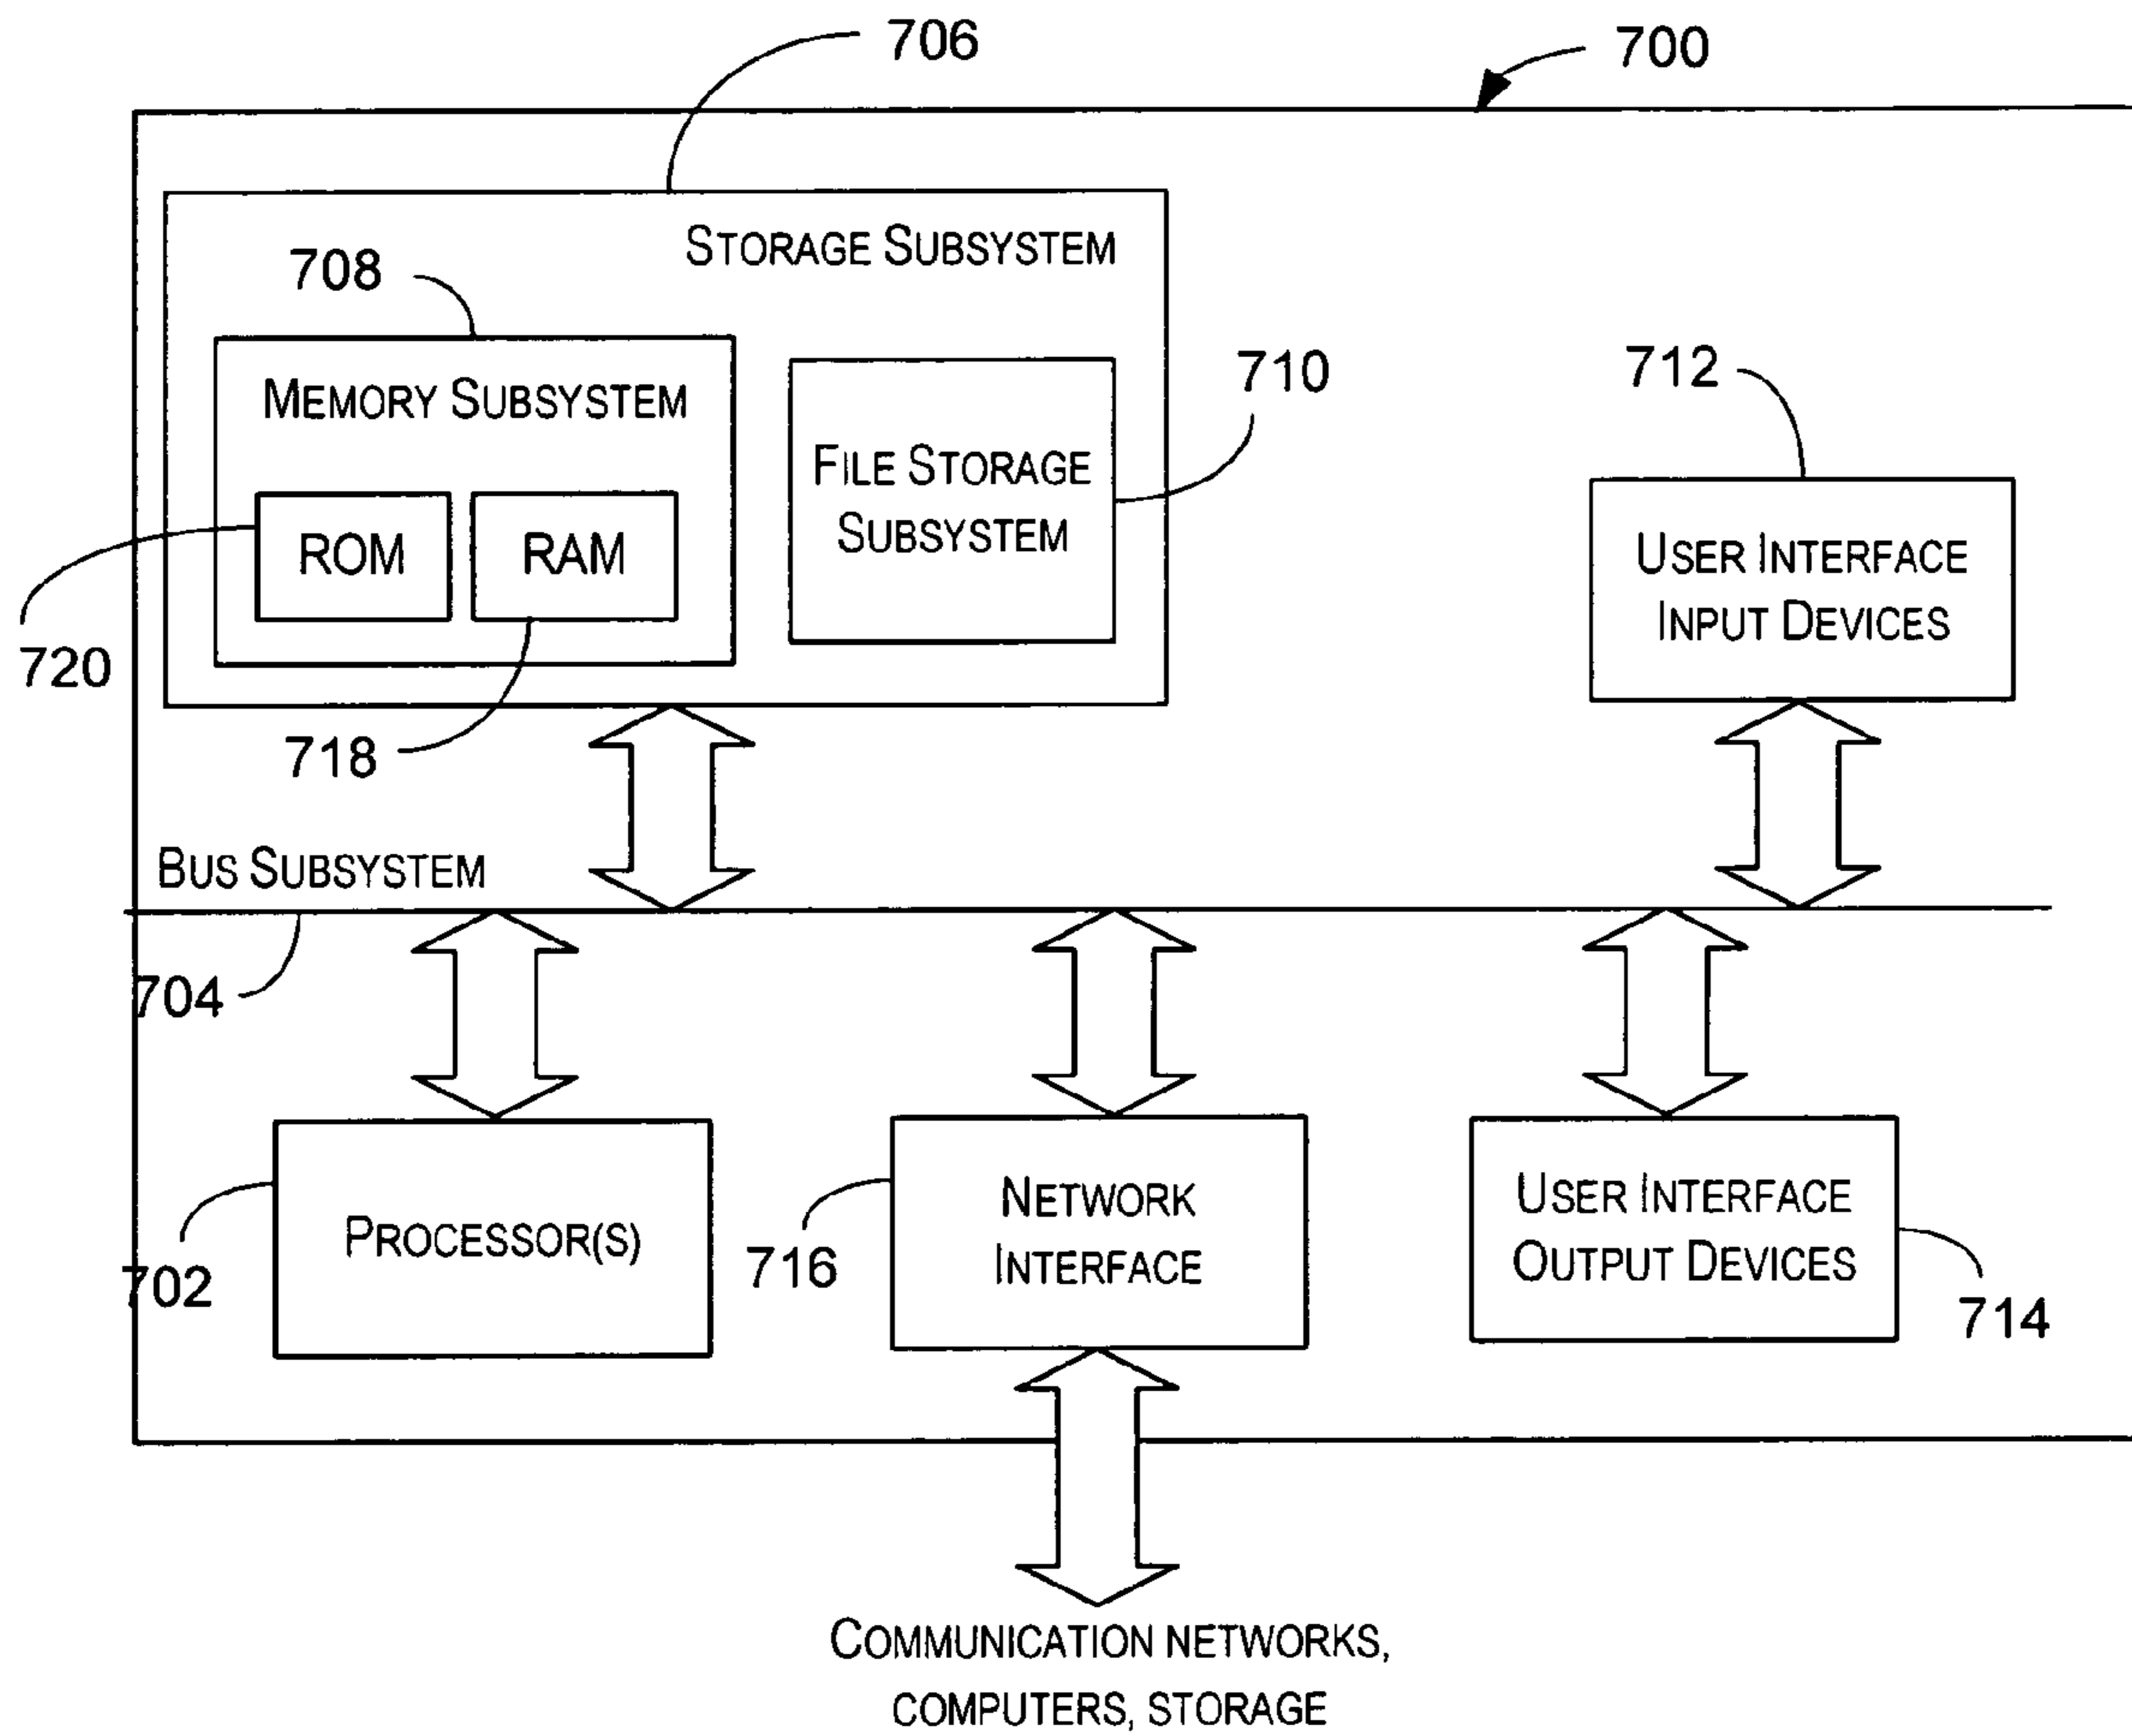 706
700
STORAGE SUBSYSTEM
708
MEMORY SUBSYSTEM
710
712
FILE STORAGE
SUBSYSTEM
ROM
RAM
USER INTERFACE
INPUT DEVICES
720
718
BUS SUBSYSTEM
704
PROCESSOR(S)
702
NETWORK
INTERFACE
716
USER INTERFACE
OUTPUT DEVICES
714
COMMUNICATION NETWORKS,
COMPUTERS, STORAGE